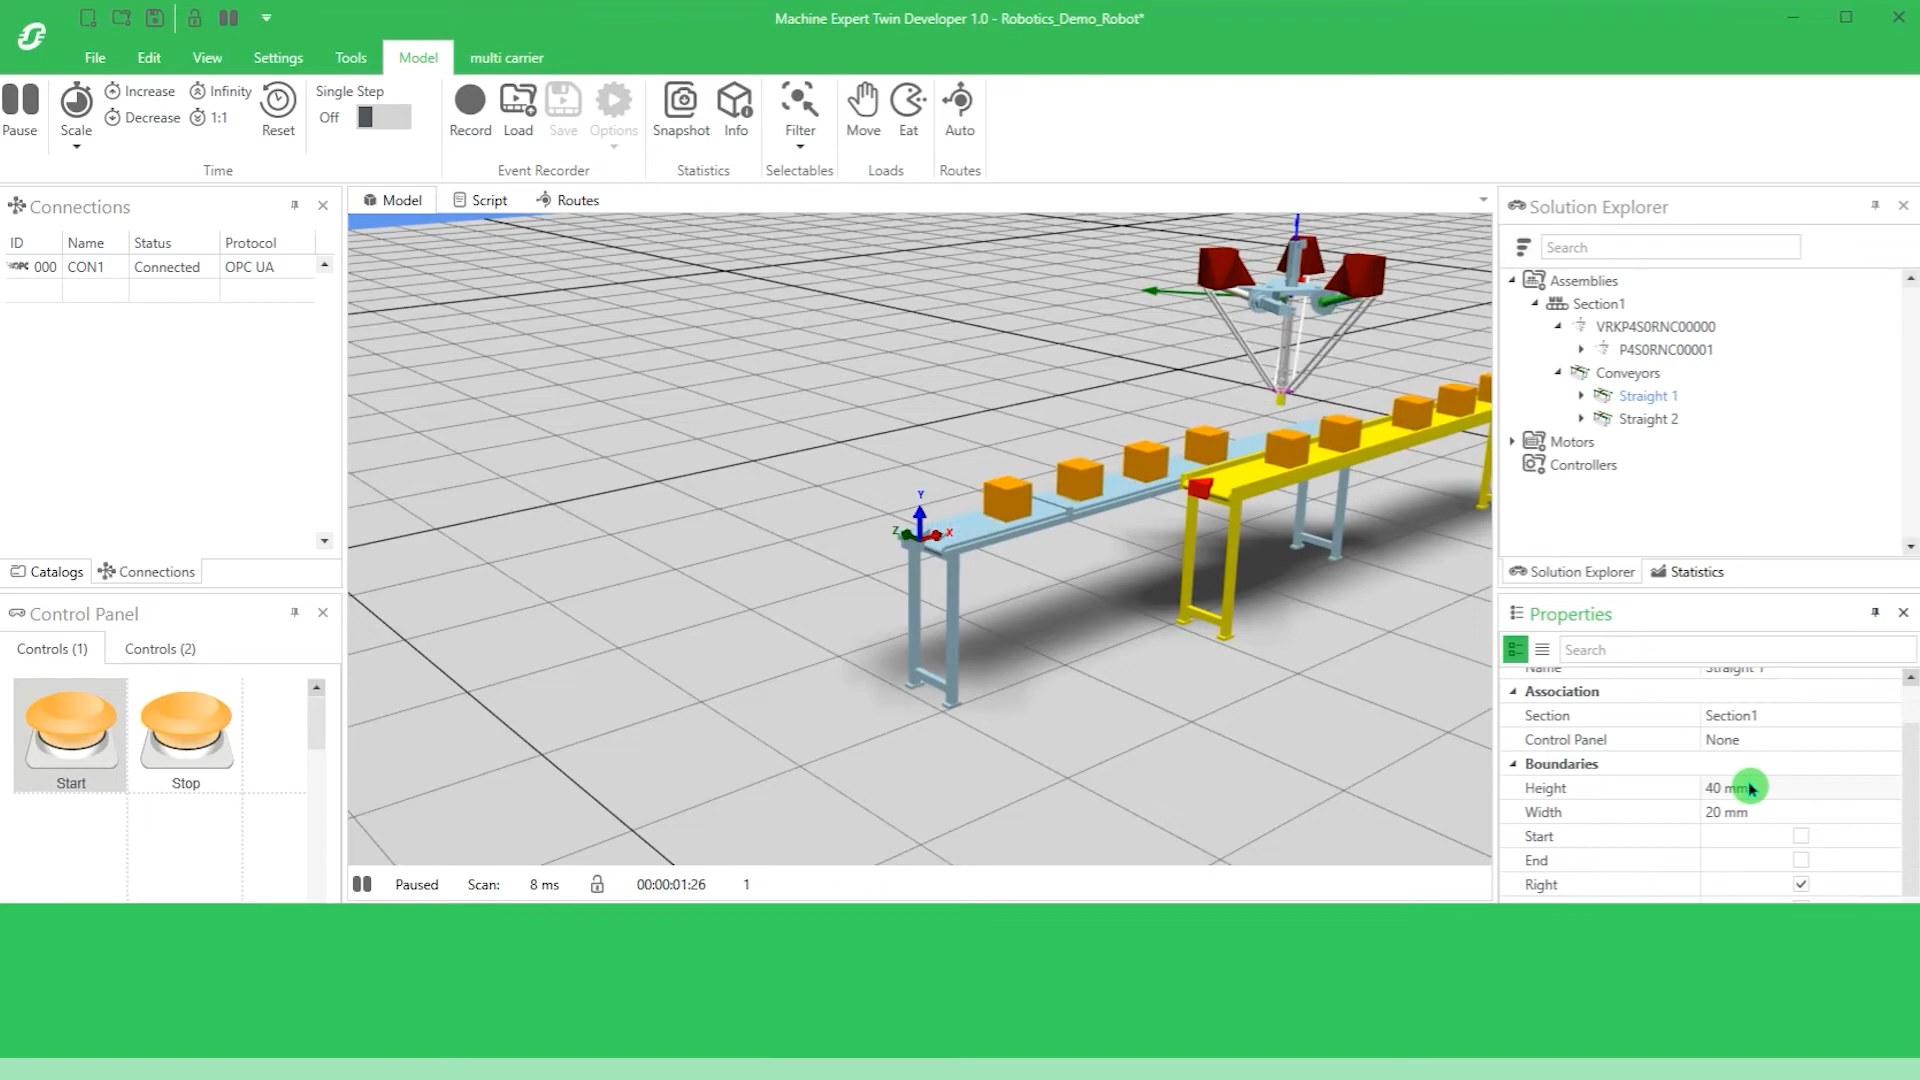 Machine Expert Twin Developer 1.0 - Robotics_Demo_Robot*
File Edit View Settings Tools Model multi carrier
Pause
Scale
Increase
Decrease
Infinity
1:1
Reset
Time
Single Step
Off
Record
Load
Save
Options
Event Recorder
Snapshot
Info
Statistics
Filter
Selectables
Move
Eat
Loads
Auto
Routes
Connections
ID Name Status Protocol
OPC 000 CON1 Connected OPC UA
Catalogs Connections
Control Panel
Controls (1) Controls (2)
Start Stop
Model Script Routes
Y
Z
X
Paused Scan: 8 ms 00:00:01:26 1
Solution Explorer
Search
Assemblies
Section1
VRKP4S0RNC00000
P4S0RNC00001
Conveyors
Straight 1
Straight 2
Motors
Controllers
Solution Explorer Statistics
Properties
Search
Name Straight 1
Association
Section Section1
Control Panel None
Boundaries
Height 40 mm
Width 20 mm
Start
End
Right